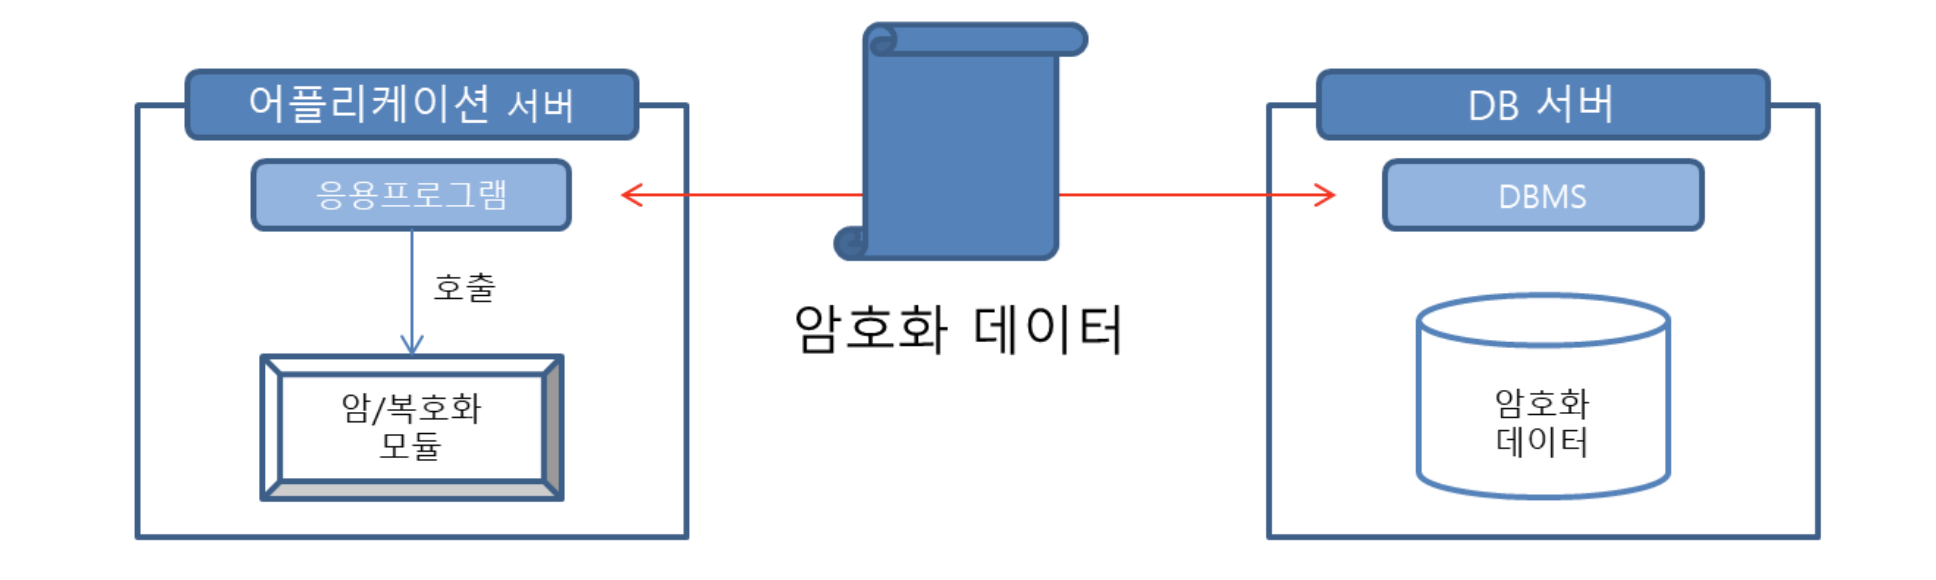 어플리케이션 서버
응용프로그램
호출
암/복호화
모듈
암호화 데이터
DB 서버
DBMS
암호화
데이터